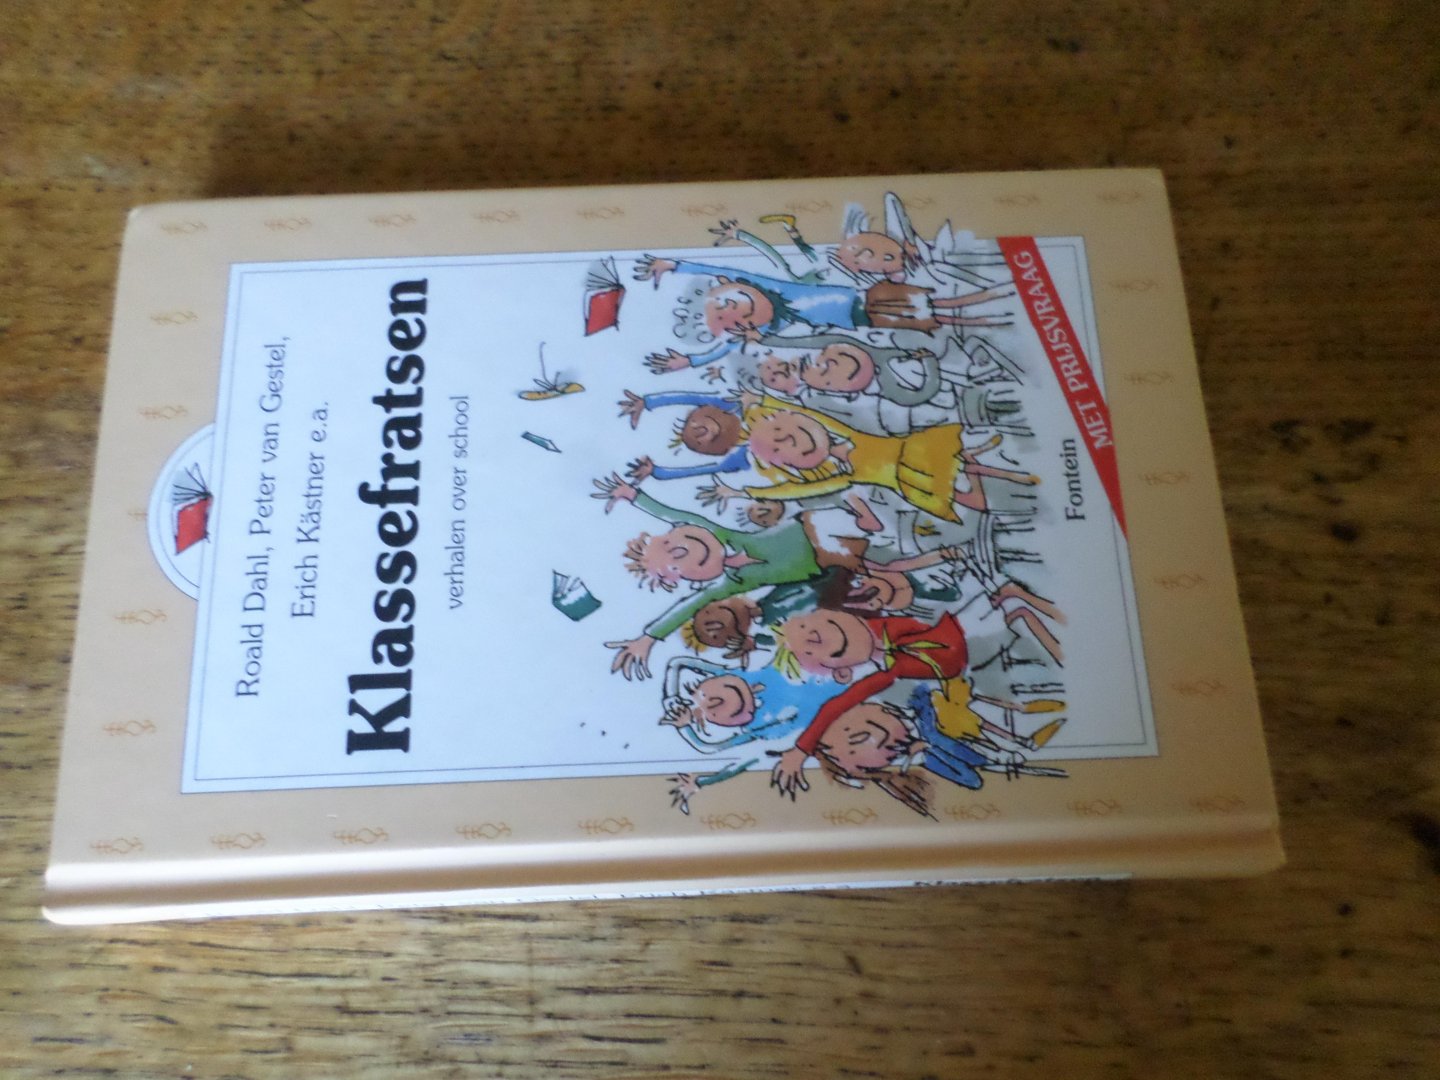 Roald Dahl, Peter van Gestel,
Erich Kästner e.a.
Klassefratsen
verhalen over school
MET PRIJSVRAAG
Fontein